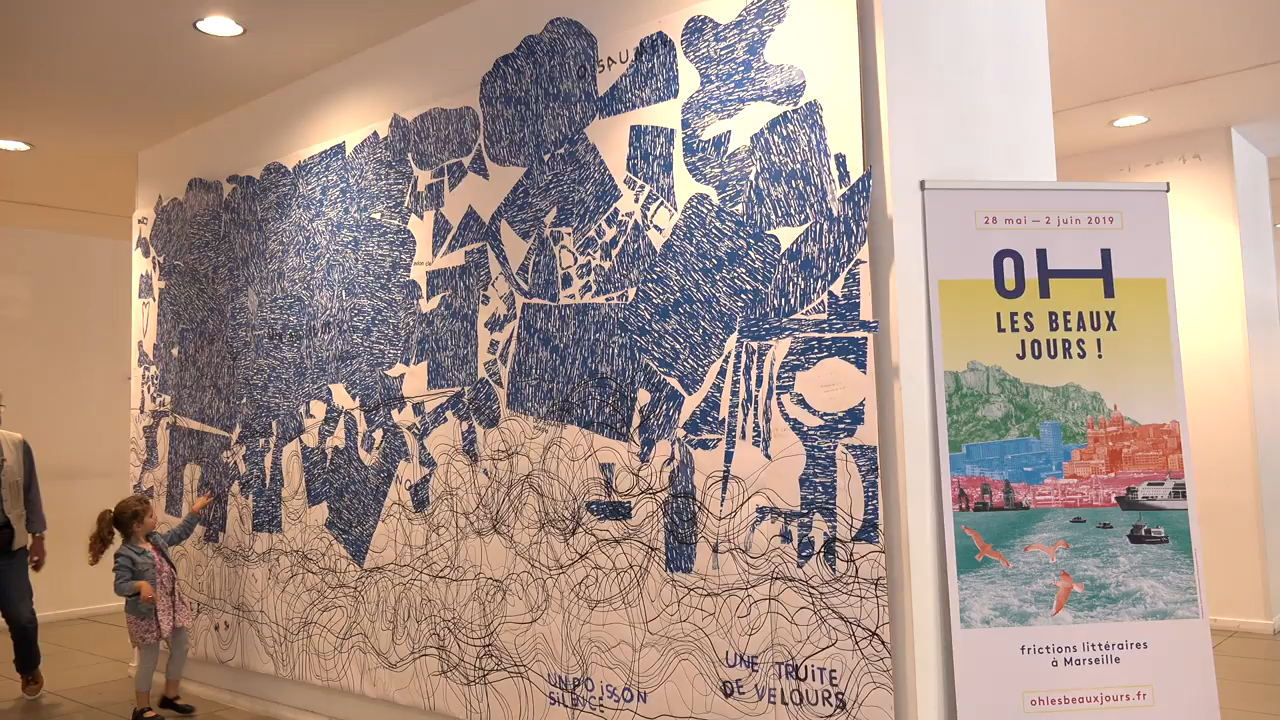 28 mai — 2 juin 2019
OH
LES BEAUX
JOURS !
frictions littéraires
à Marseille
ohlesbeauxjours.fr
UN POISSON
SILENCE
UNE TRUITE
DE VELOURS